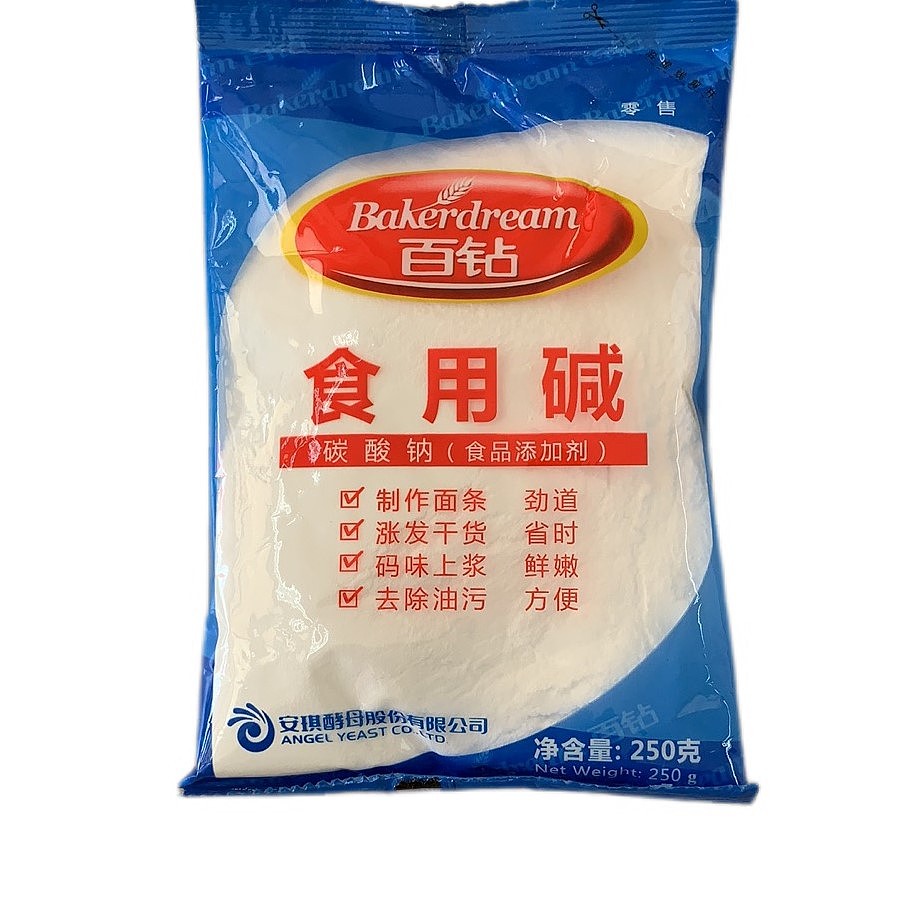 零售
Bakerdream
百钻
食用碱
碳酸钠（食品添加剂）
制作面条 劲道
涨发干货 省时
码味上浆 鲜嫩
去除油污 方便
安琪酵母股份有限公司
ANGEL YEAST CO., LTD
净含量: 250克
Net Weight: 250 g